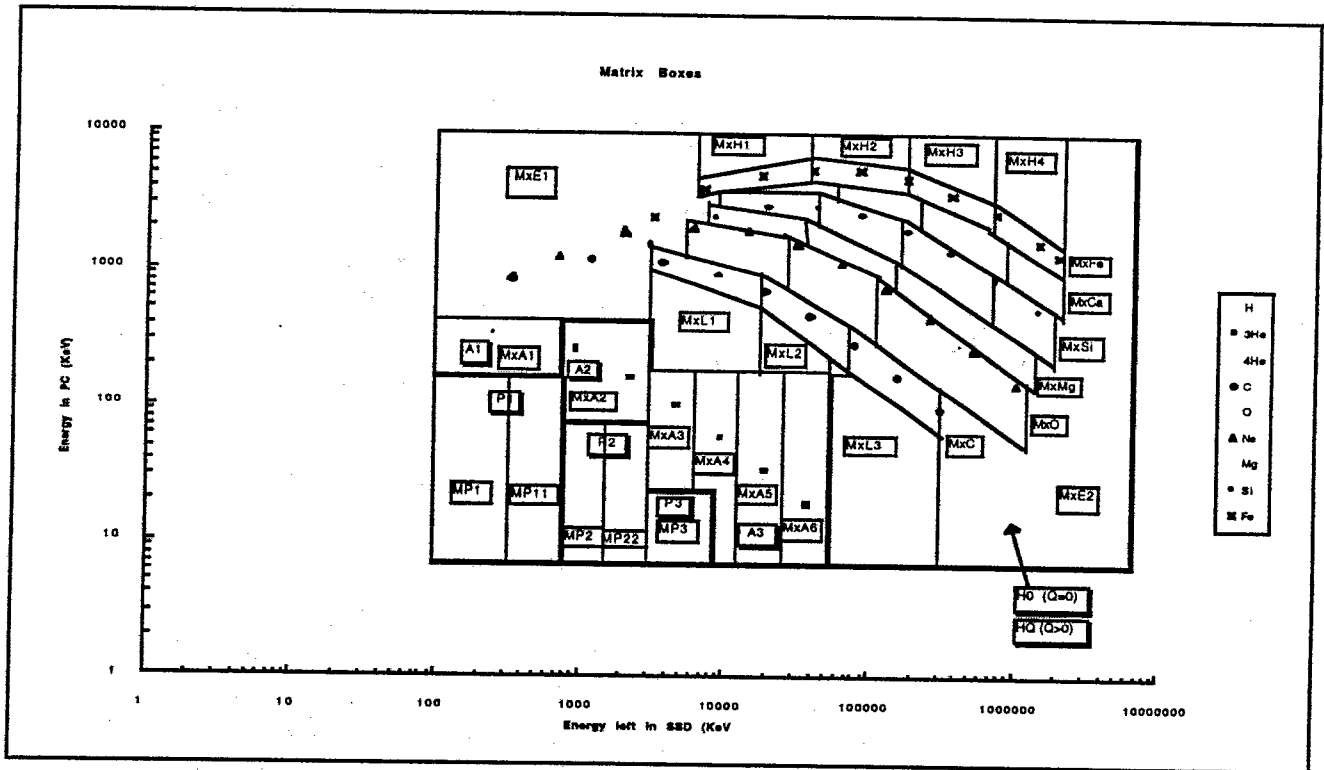 Matrix Boxes
10000
1000
100
10
1
Energy in PC (KeV)
MxH1
MxH2
MxH3
MxH4
MxE1
MxFe
MxCa
MxSi
MxMg
MxO
MxC
MxE2
A1
MxA1
A2
MxA2
MxL1
MxL2
MxL3
P1
P2
MxA3
MxA4
MxA5
MxA6
A3
P3
MP3
MP1
MP11
MP2
MP22
H0 (Q=0)
HQ (Q>0)
H
3He
4He
C
O
Ne
Mg
Si
Fe
1
10
100
1000
10000
100000
1000000
10000000
Energy left in SSD (KeV